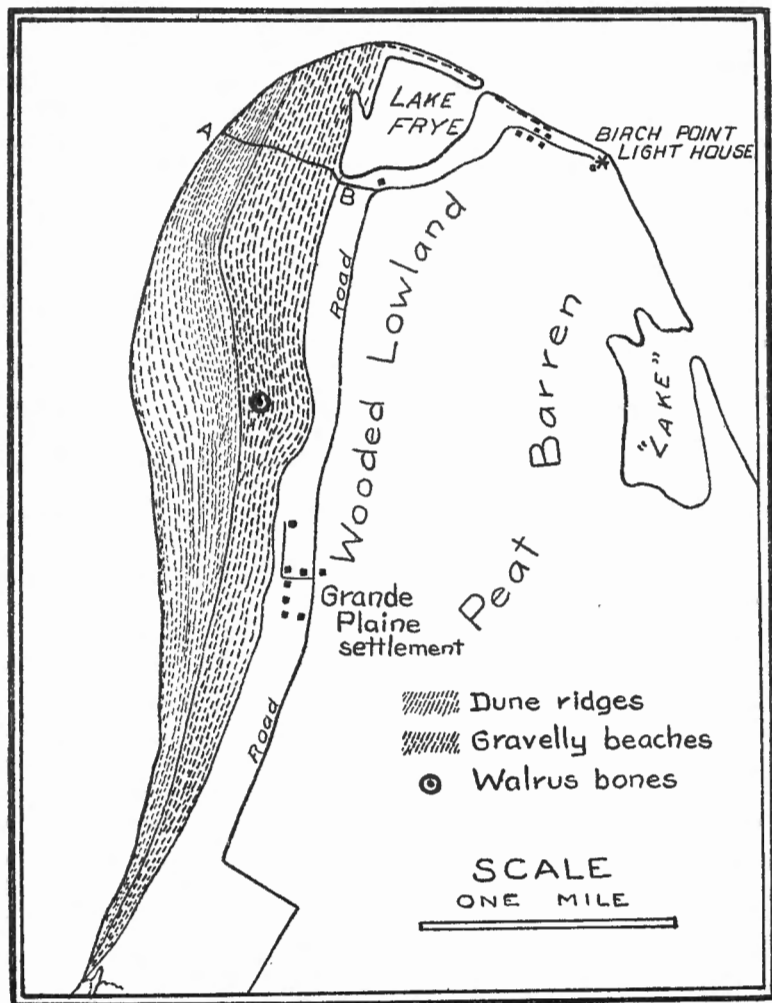 LAKE
FRYE
A
BIRCH POINT
LIGHT HOUSE
B
Road
Wooded Lowland
Peat Barren
"LAKE"
Grande
Plaine
settlement
Road
Dune ridges
Gravelly beaches
Walrus bones
SCALE
ONE MILE